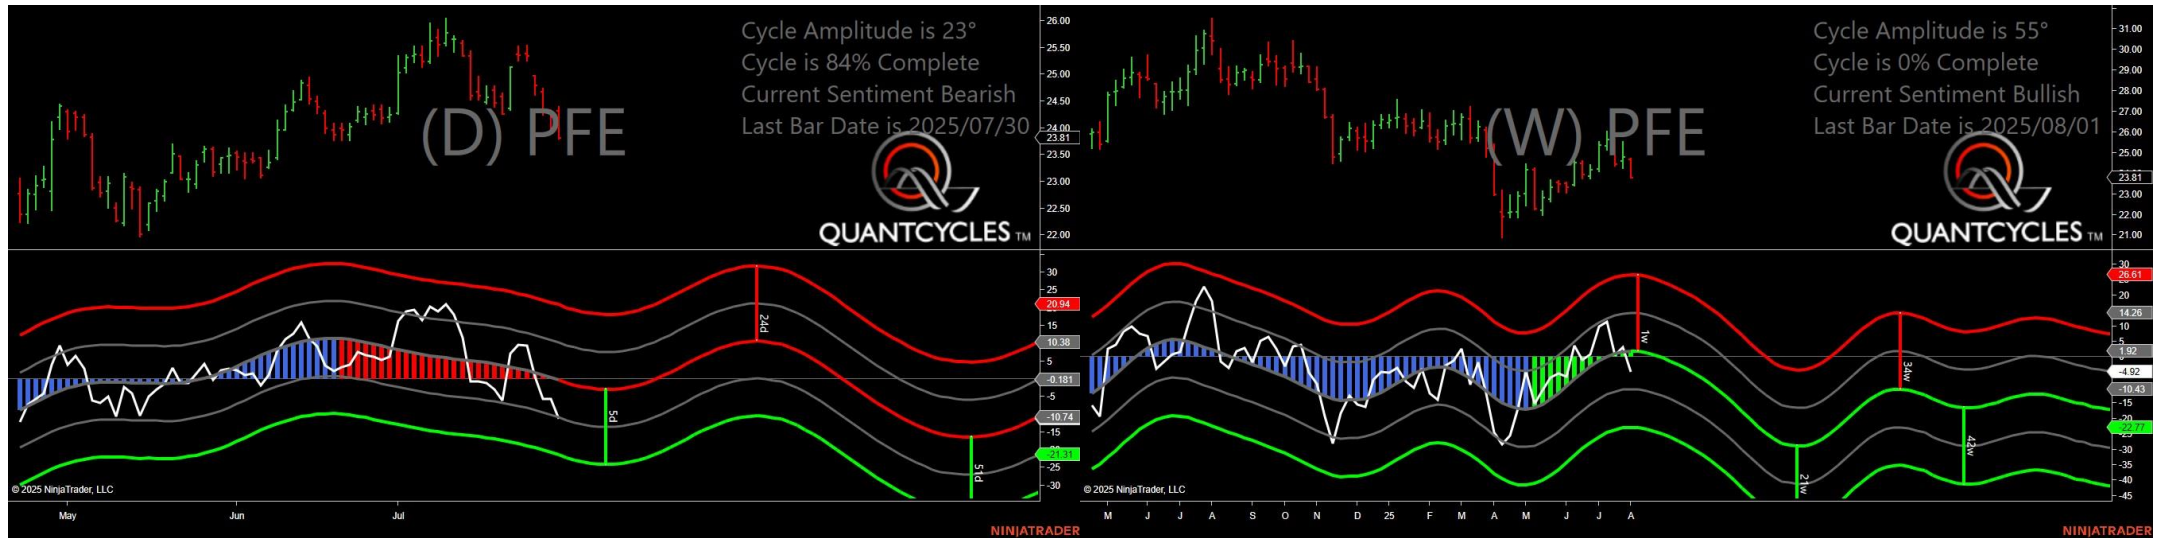 Cycle Amplitude is 23°
Cycle is 84% Complete
Current Sentiment Bearish
Last Bar Date is 2025/07/30
(D) PFE
QUANTCYCLES TM
26.00
25.50
25.00
24.50
24.00
23.81
23.50
23.00
22.50
22.00
30
25
20.94
15
10.38
5
-0.181
-5
-10.74
-15
-21.31
-25
-30
24d
5d
51d
© 2025 NinjaTrader, LLC
May
Jun
Jul
NINJATRADER
Cycle Amplitude is 55°
Cycle is 0% Complete
Current Sentiment Bullish
Last Bar Date is 2025/08/01
(W) PFE
QUANTCYCLES TM
31.00
30.00
29.00
28.00
27.00
26.00
25.00
23.81
23.00
22.00
21.00
30
26.61
20
14.26
10
5
1.92
-4.92
-10.43
-15
-20
-22.77
-30
-35
-40
-45
1w
34w
21w
42w
© 2025 NinjaTrader, LLC
M J J A S O N D 25 F M A M J J A
NINJATRADER